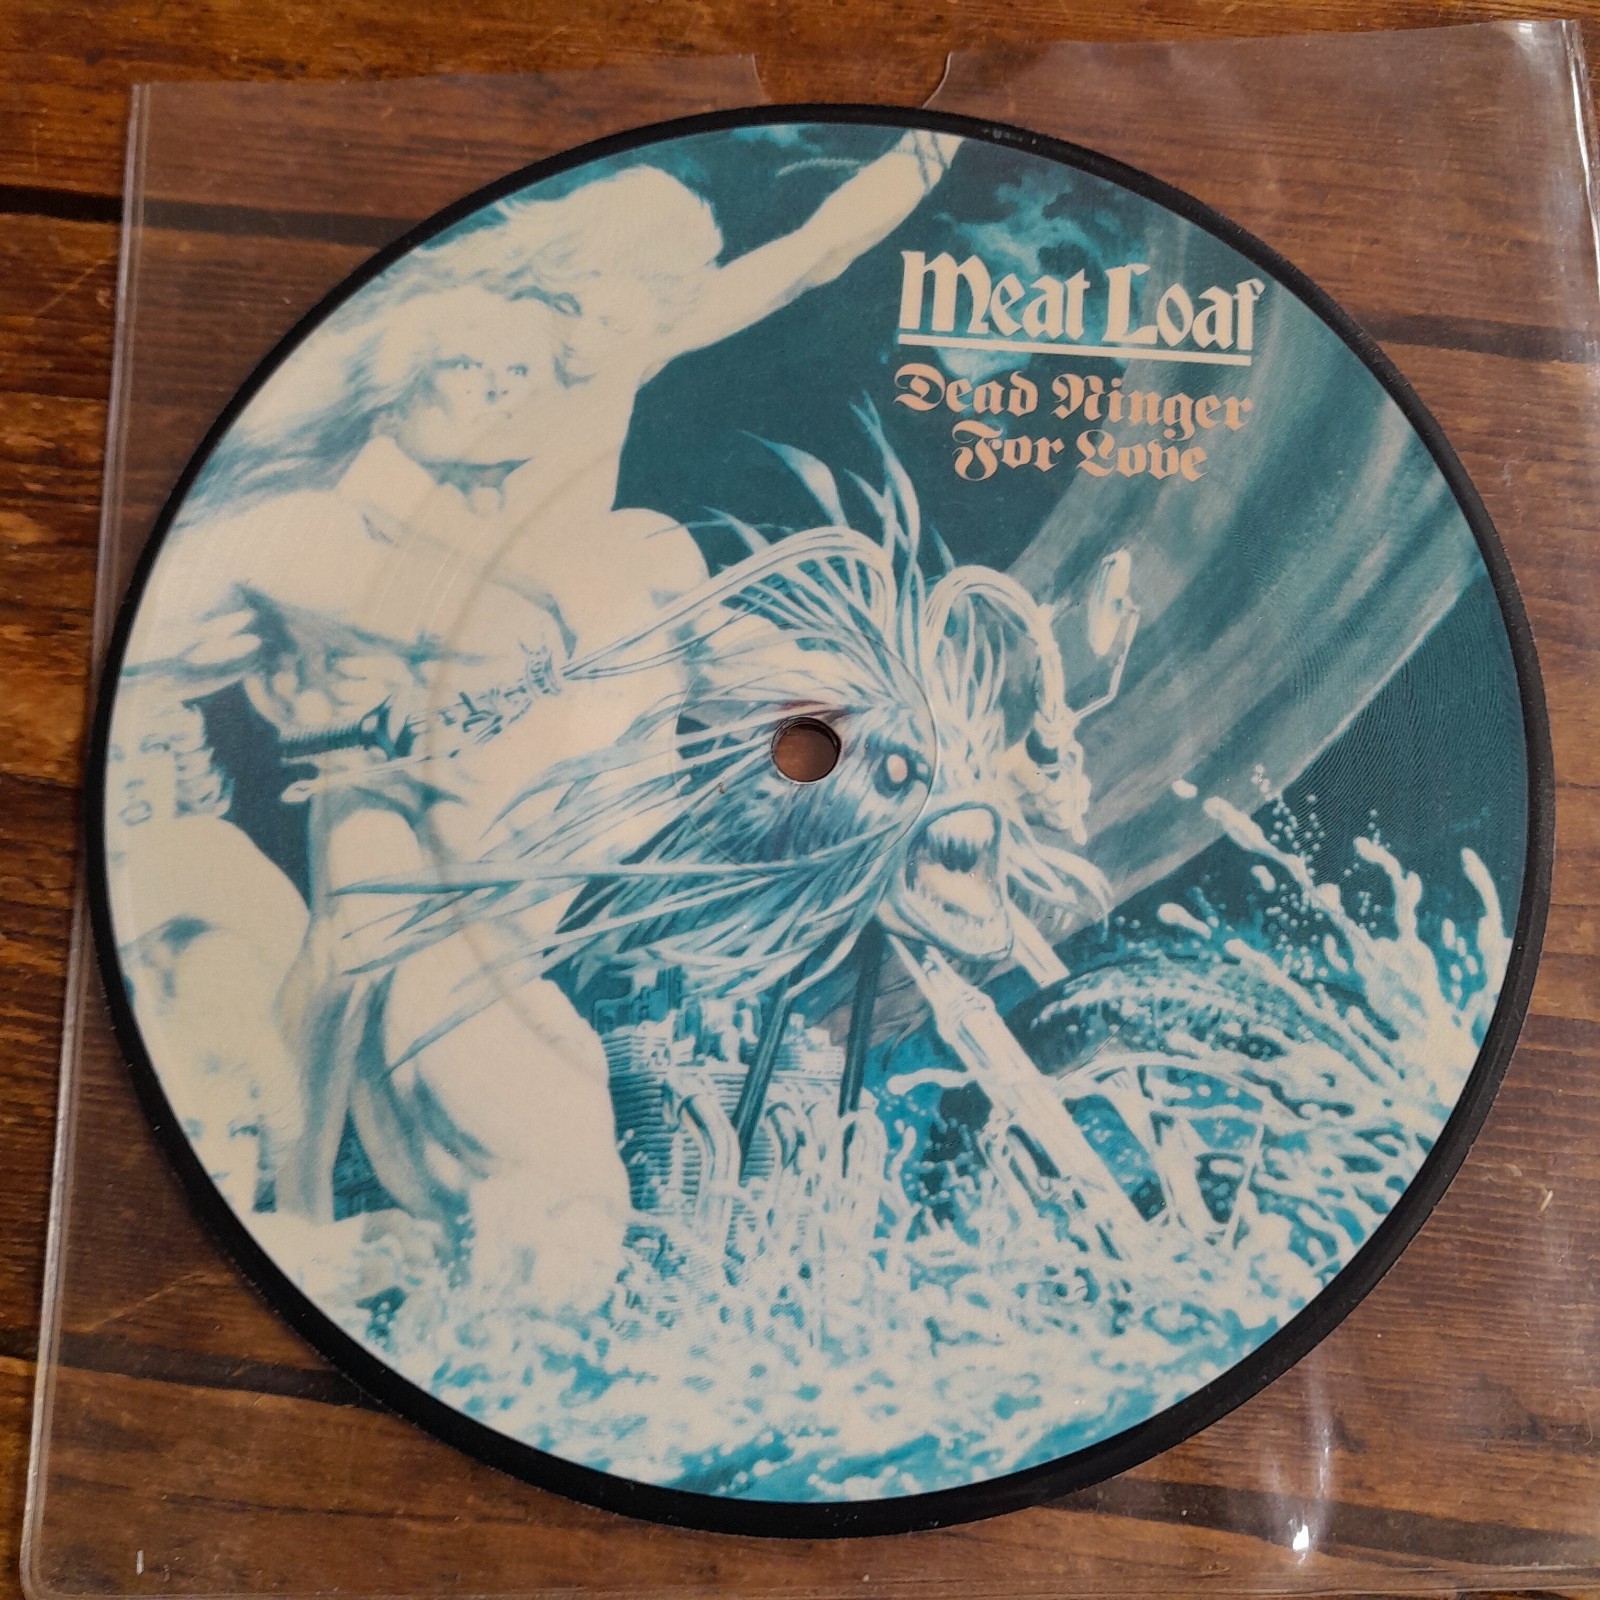 Meat Loaf
Dead Ringer
For Love